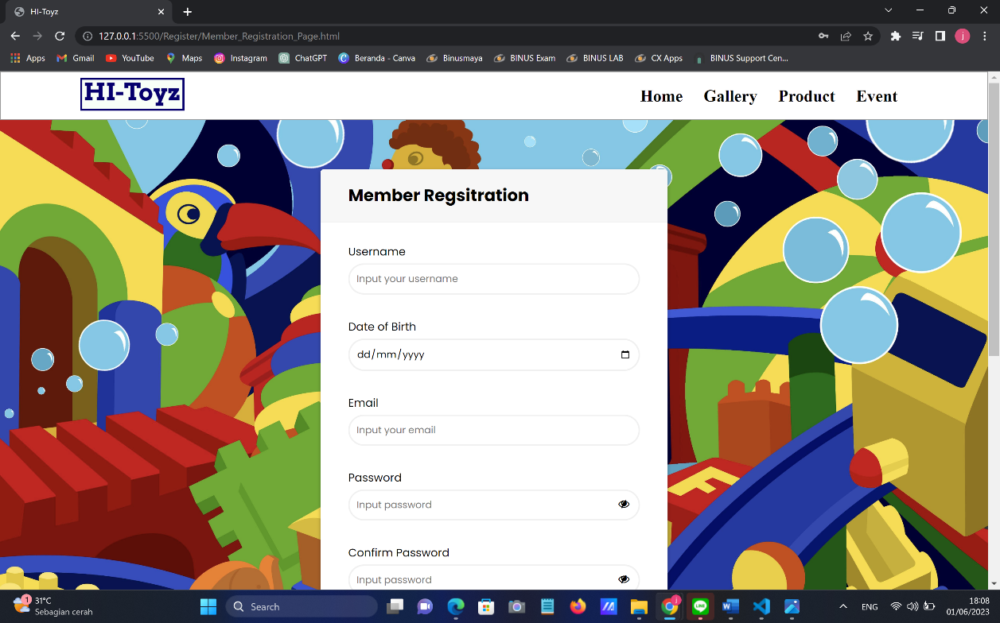 HI-Toyz
127.0.0.1:5500/Register/Member_Registration_Page.html
j
Apps Gmail YouTube Maps Instagram ChatGPT Beranda - Canva Binusmaya BINUS Exam BINUS LAB CX Apps BINUS Support Cen...
HI-Toyz Home Gallery Product Event
Member Regsitration
Username
Input your username
Date of Birth
dd/mm/yyyy
Email
Input your email
Password
Input password
Confirm Password
Input password
1 31°C
Sebagian cerah
Search
j
LINE
W
ENG
18:08
01/06/2023